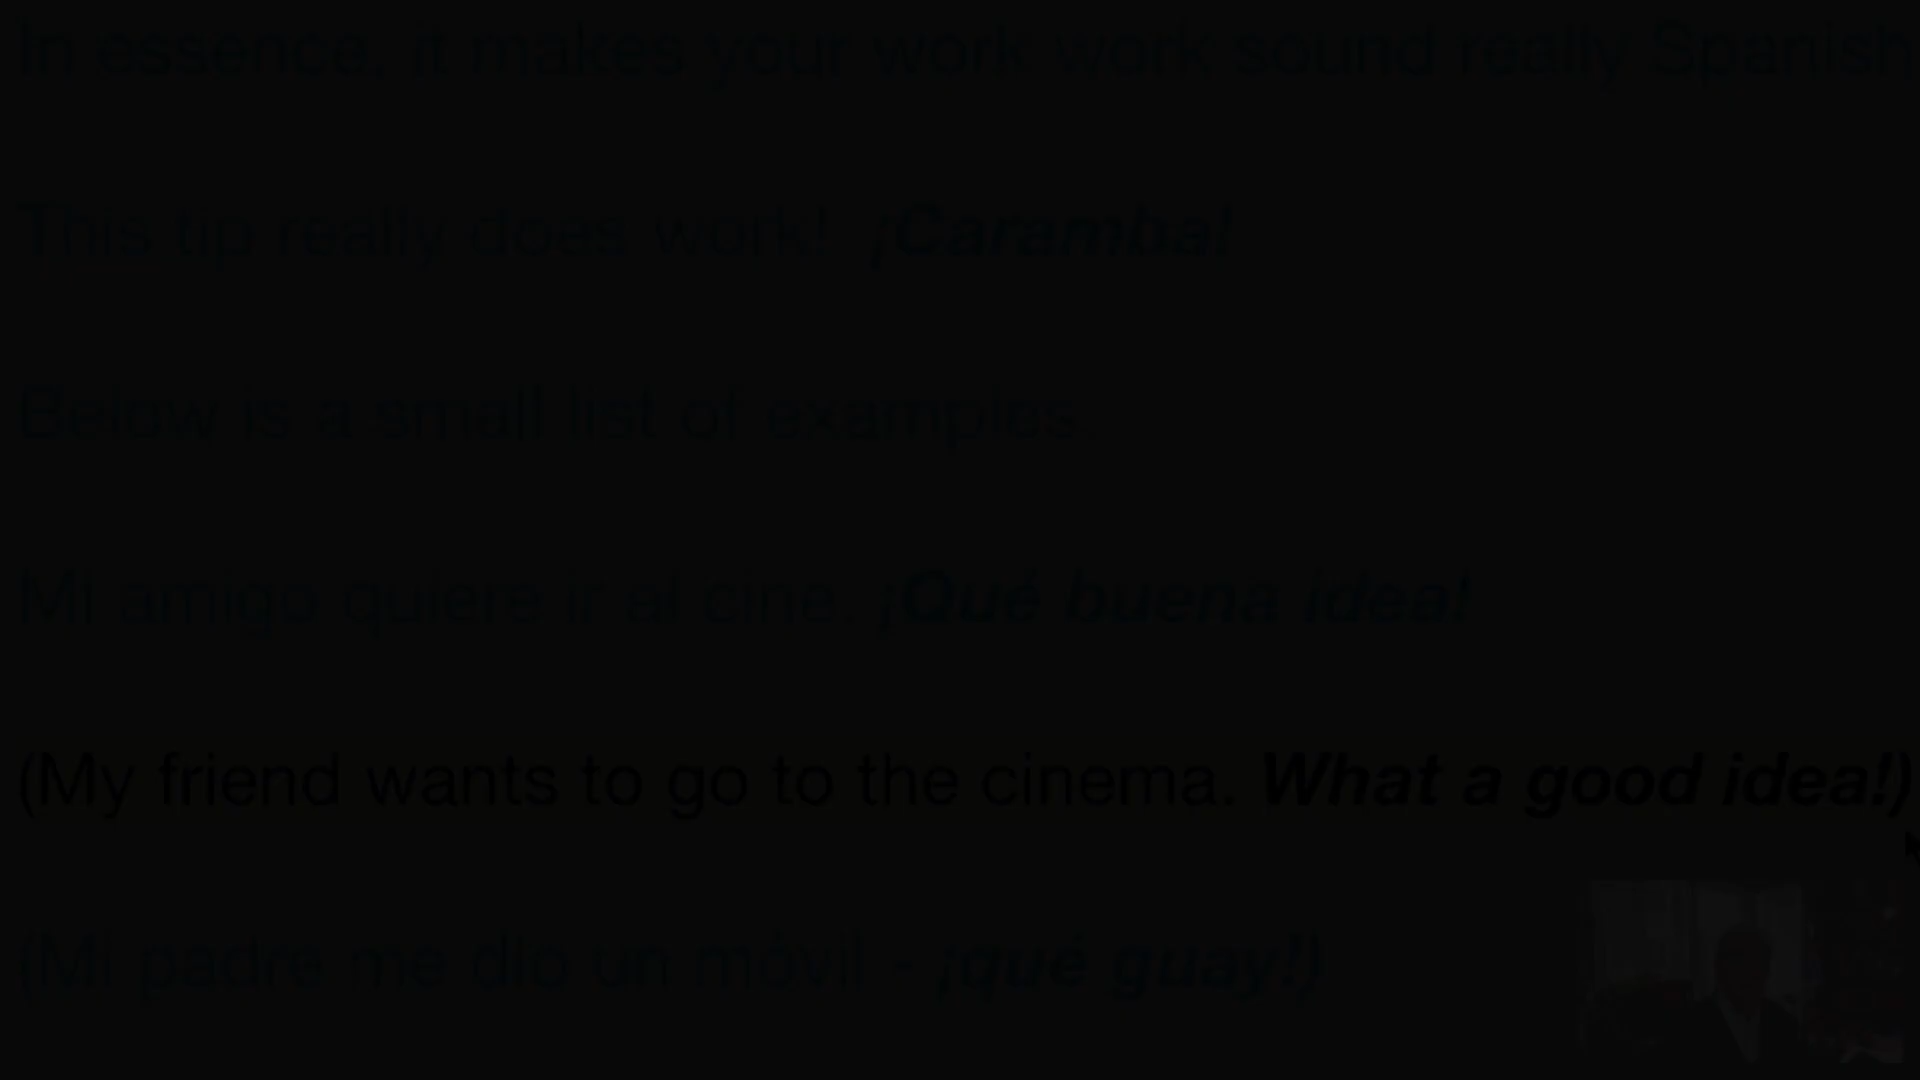 In essence, it makes your work work sound really Spanish
This tip really does work! ¡Caramba!
Below is a small list of examples.
Mi amigo quiere ir al cine. ¡Qué buena idea!
(My friend wants to go to the cinema. What a good idea!)
(Mi padre me dio un móvil - ¡qué guay!)